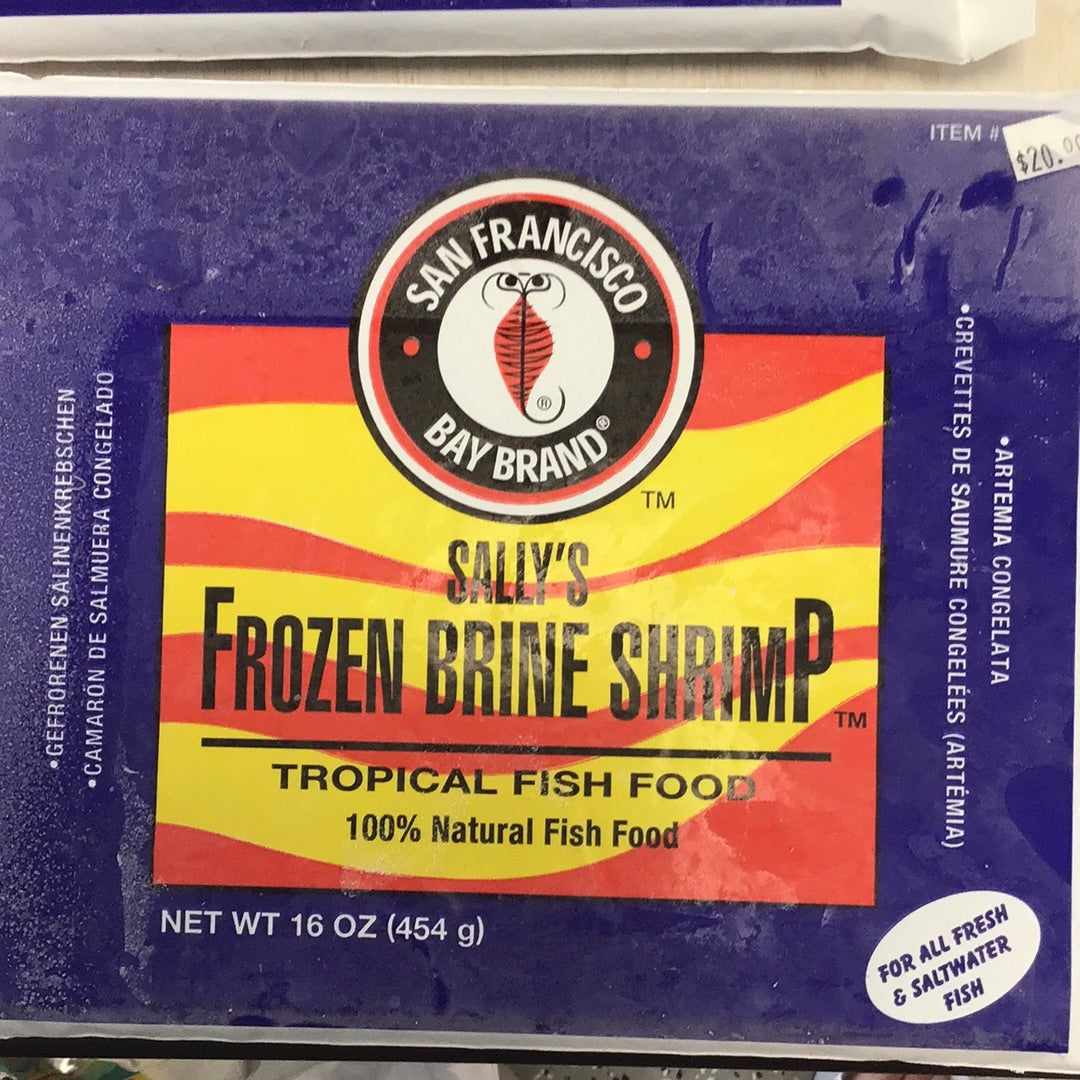 ITEM #
$20.00
SAN FRANCISCO
BAY BRAND®
®
TM
SALLY'S
FROZEN BRINE SHRIMP
TM
TROPICAL FISH FOOD
100% Natural Fish Food
NET WT 16 OZ (454 g)
•GEFRORENEN SALINENKREBSCHEN
•CAMARON DE SALMUERA CONGELADO
•ARTEMIA CONGELATA
•CREVETTES DE SAUMURE CONGELÉES (ARTÉMIA)
FOR ALL FRESH
& SALTWATER
FISH